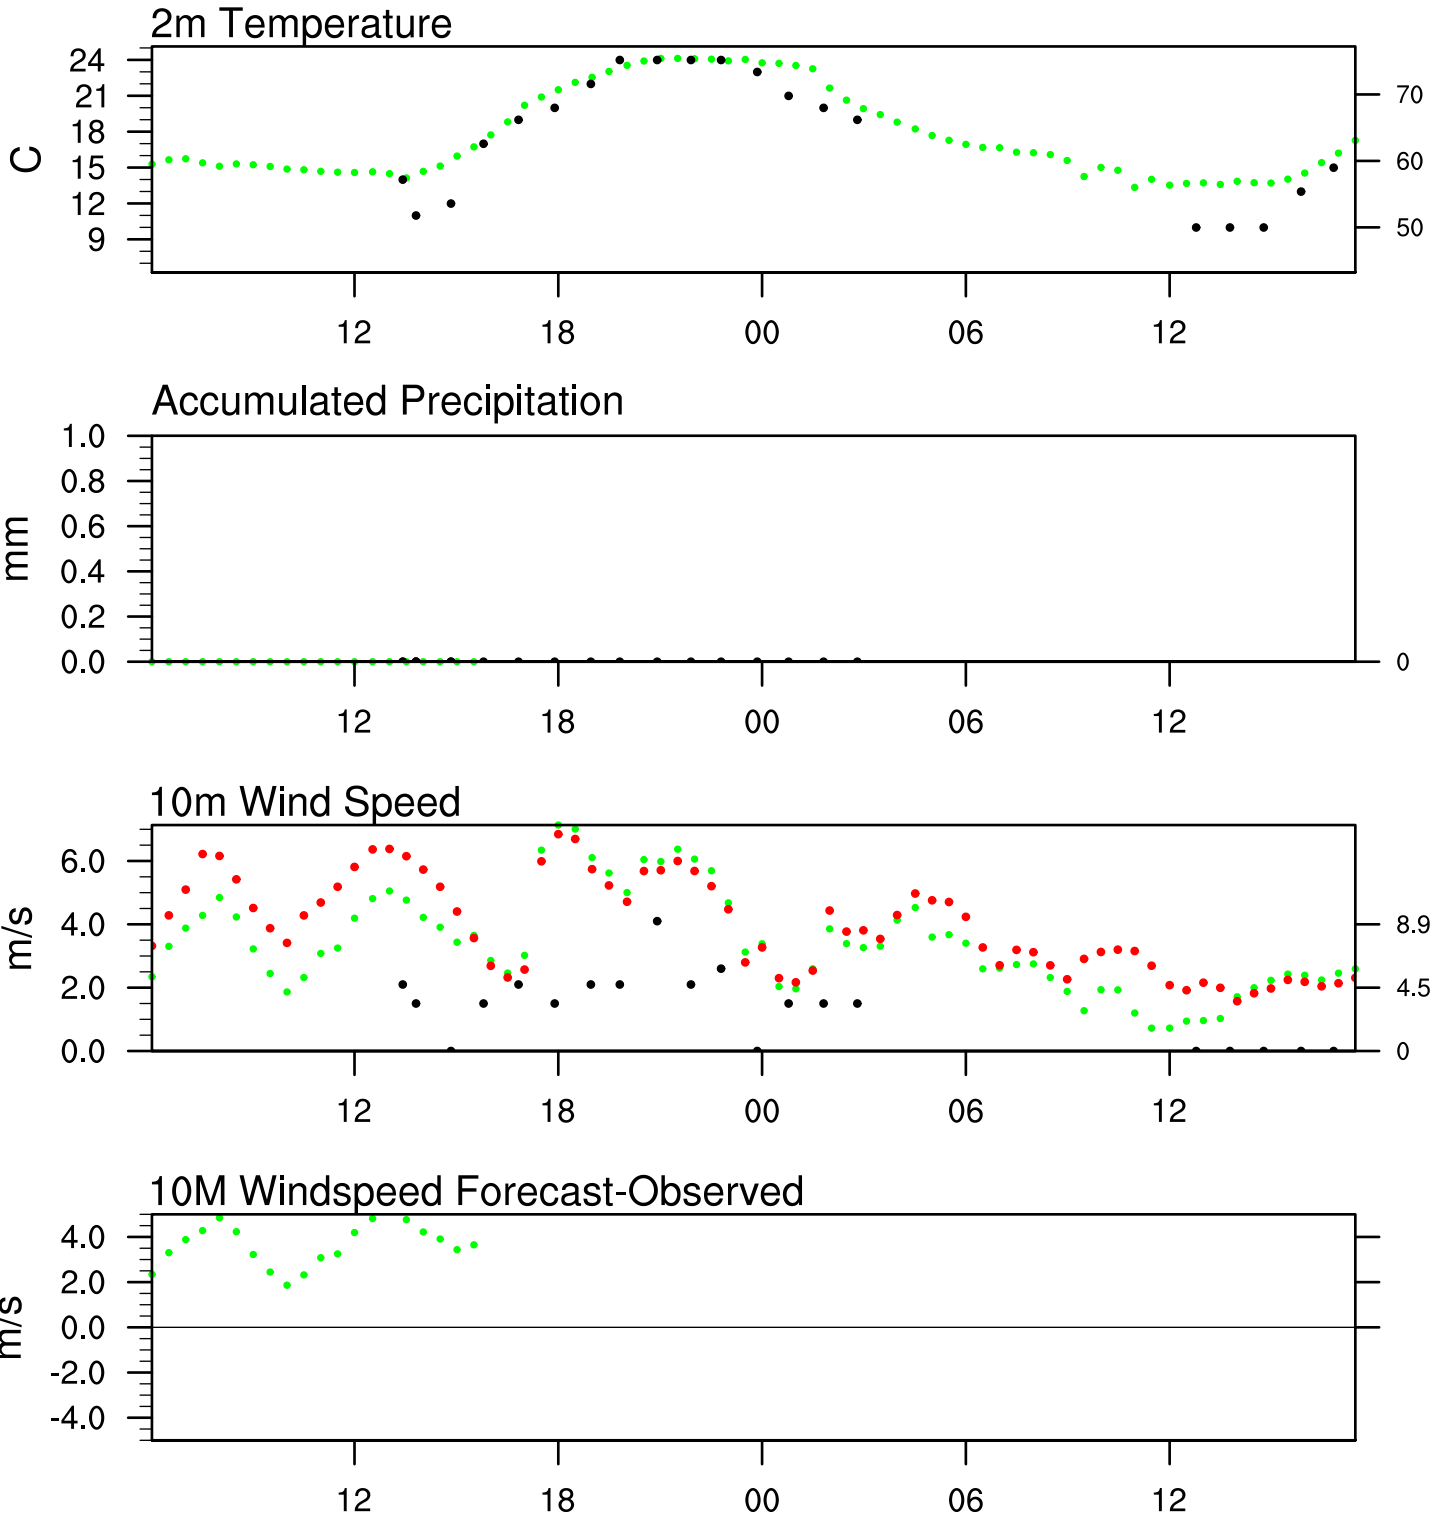 2m Temperature
24
21
18
15
12
9
C
70
60
50
12 18 00 06 12
Accumulated Precipitation
1.0
0.8
0.6
0.4
0.2
0.0
mm
0
12 18 00 06 12
10m Wind Speed
6.0
4.0
2.0
0.0
m/s
8.9
4.5
0
12 18 00 06 12
10M Windspeed Forecast-Observed
4.0
2.0
0.0
-2.0
-4.0
m/s
12 18 00 06 12